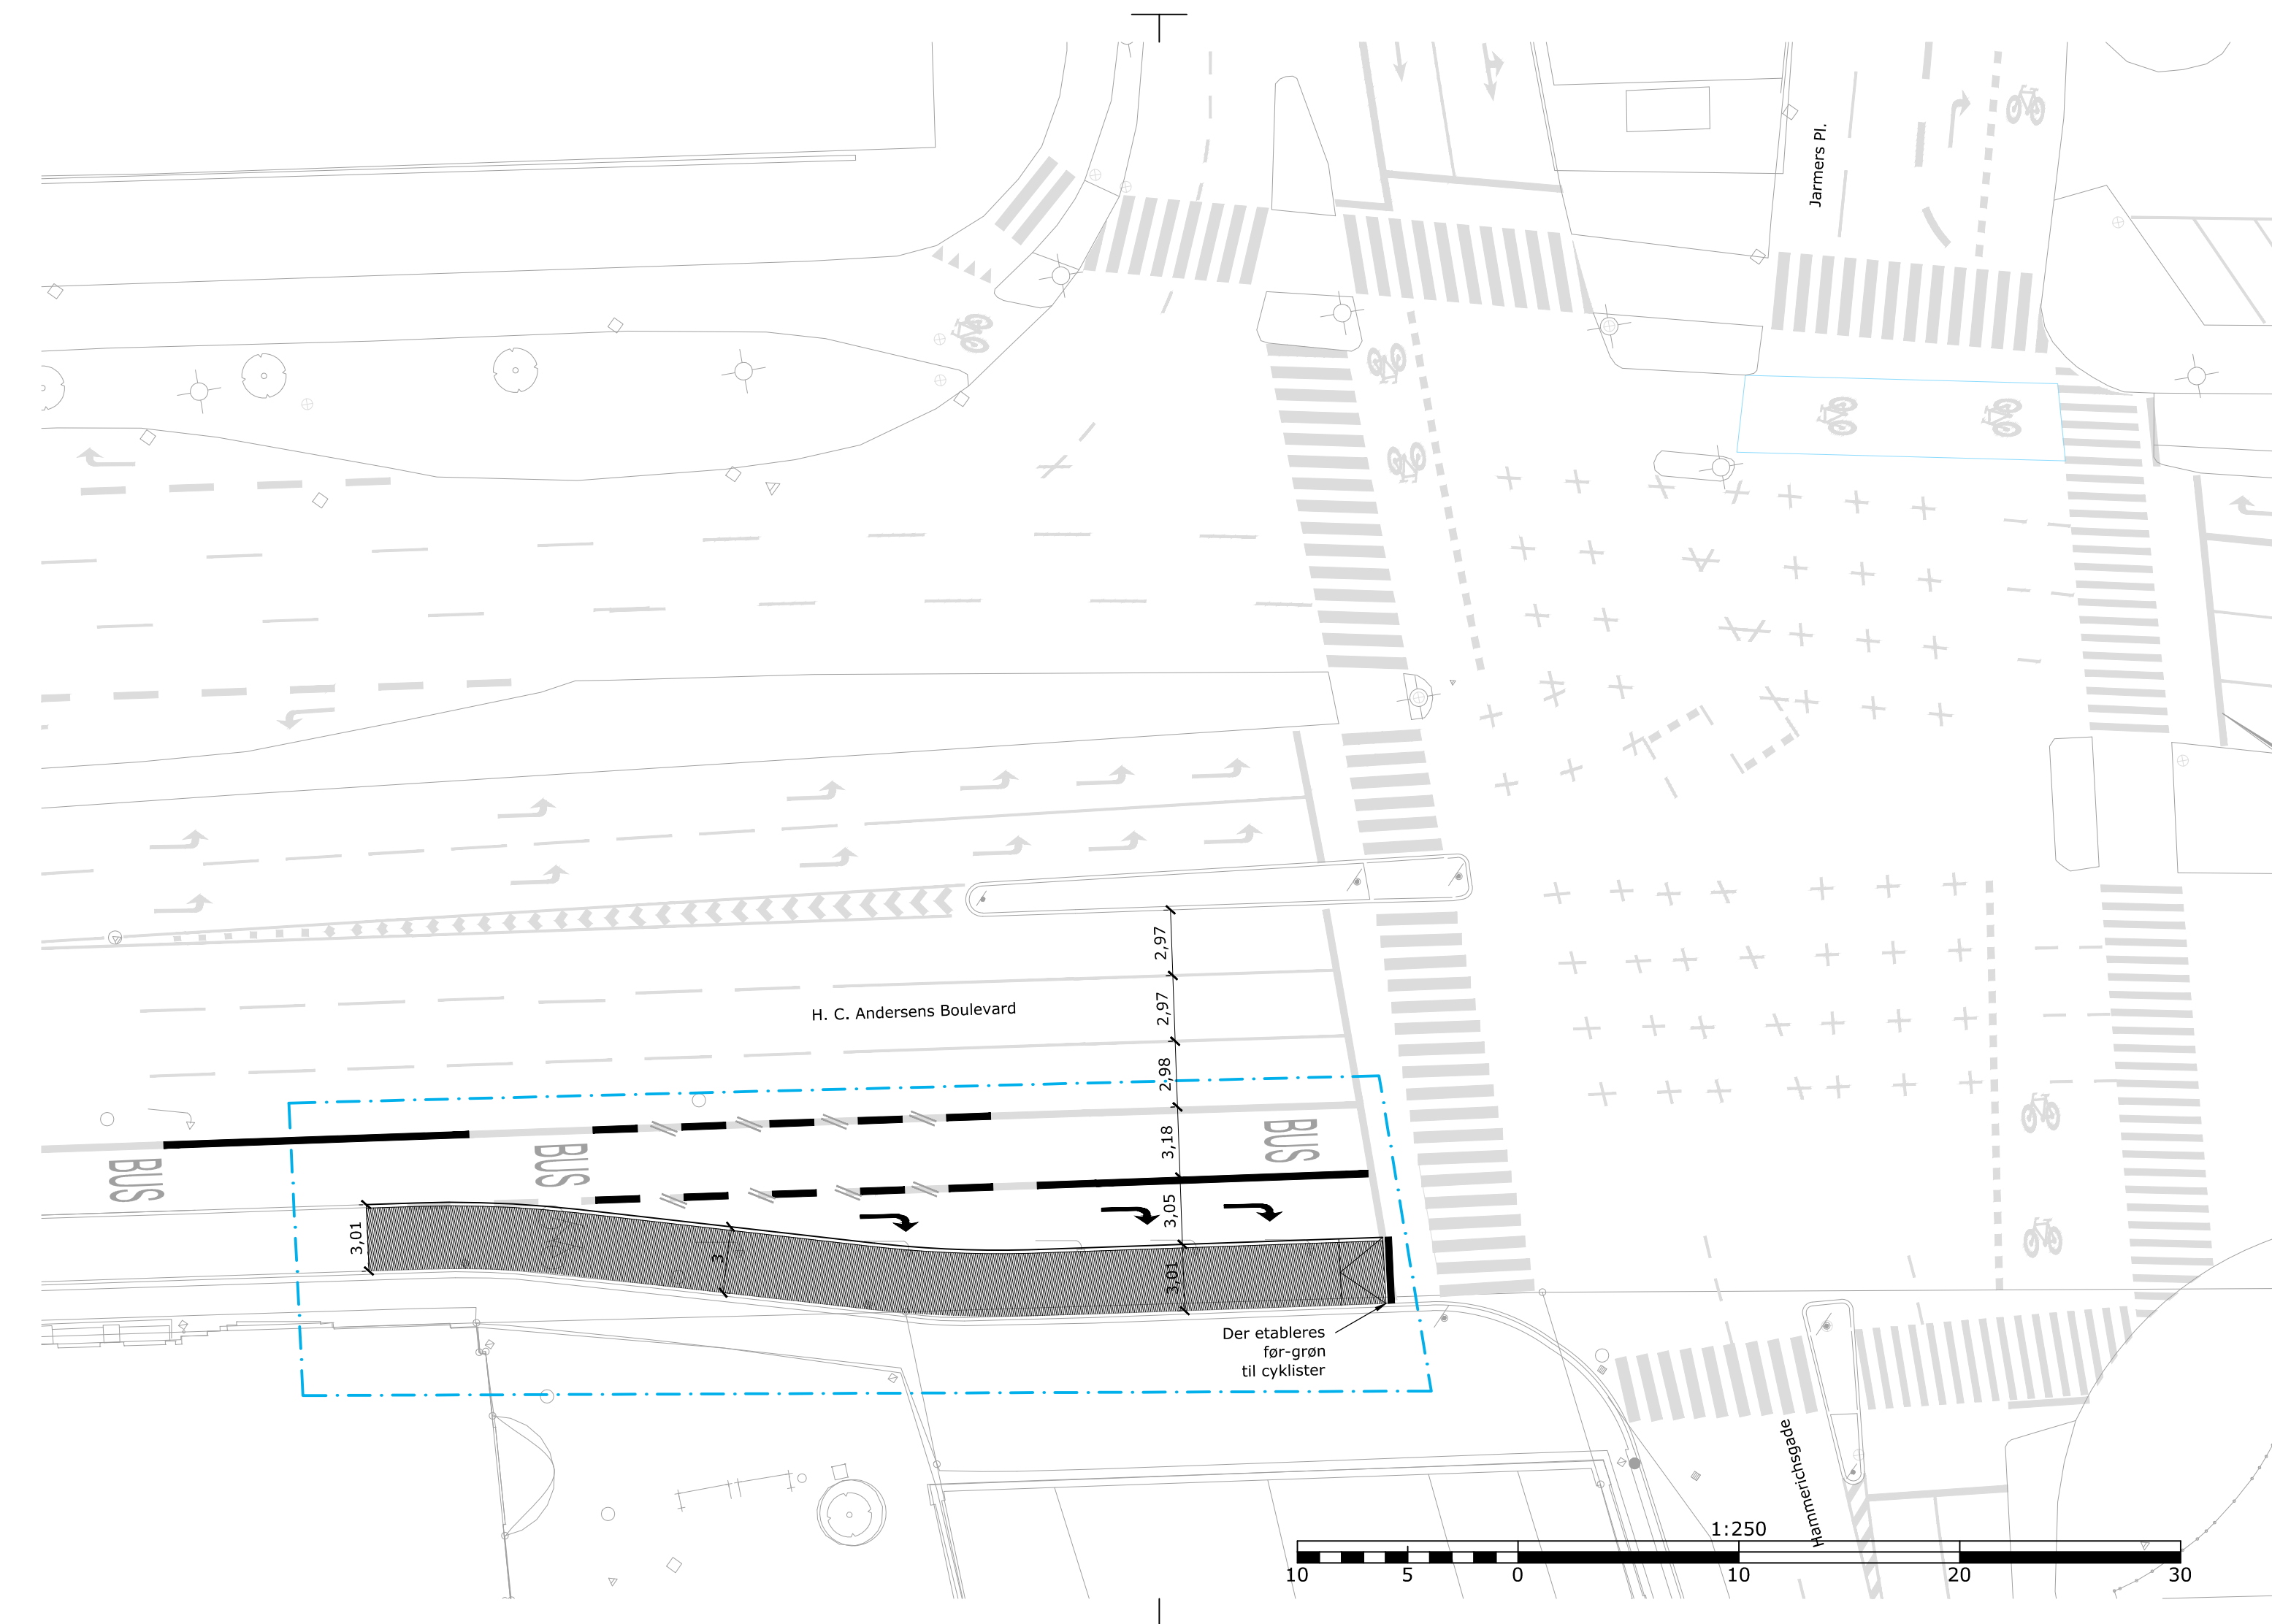 Jarmers Pl.
2,97
2,97
H. C. Andersens Boulevard
2,98
3,18
BUS
BUS
BUS
3,05
3,01
3
3,01
Der etableres
før-grøn
til cyklister
Hammerichsgade
1:250
10 5 0 10 20 30